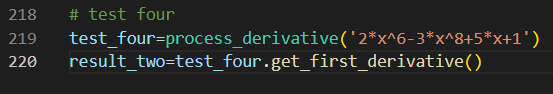 218 # test four
219 test_four=process_derivative('2*x^6-3*x^8+5*x+1')
220 result_two=test_four.get_first_derivative()